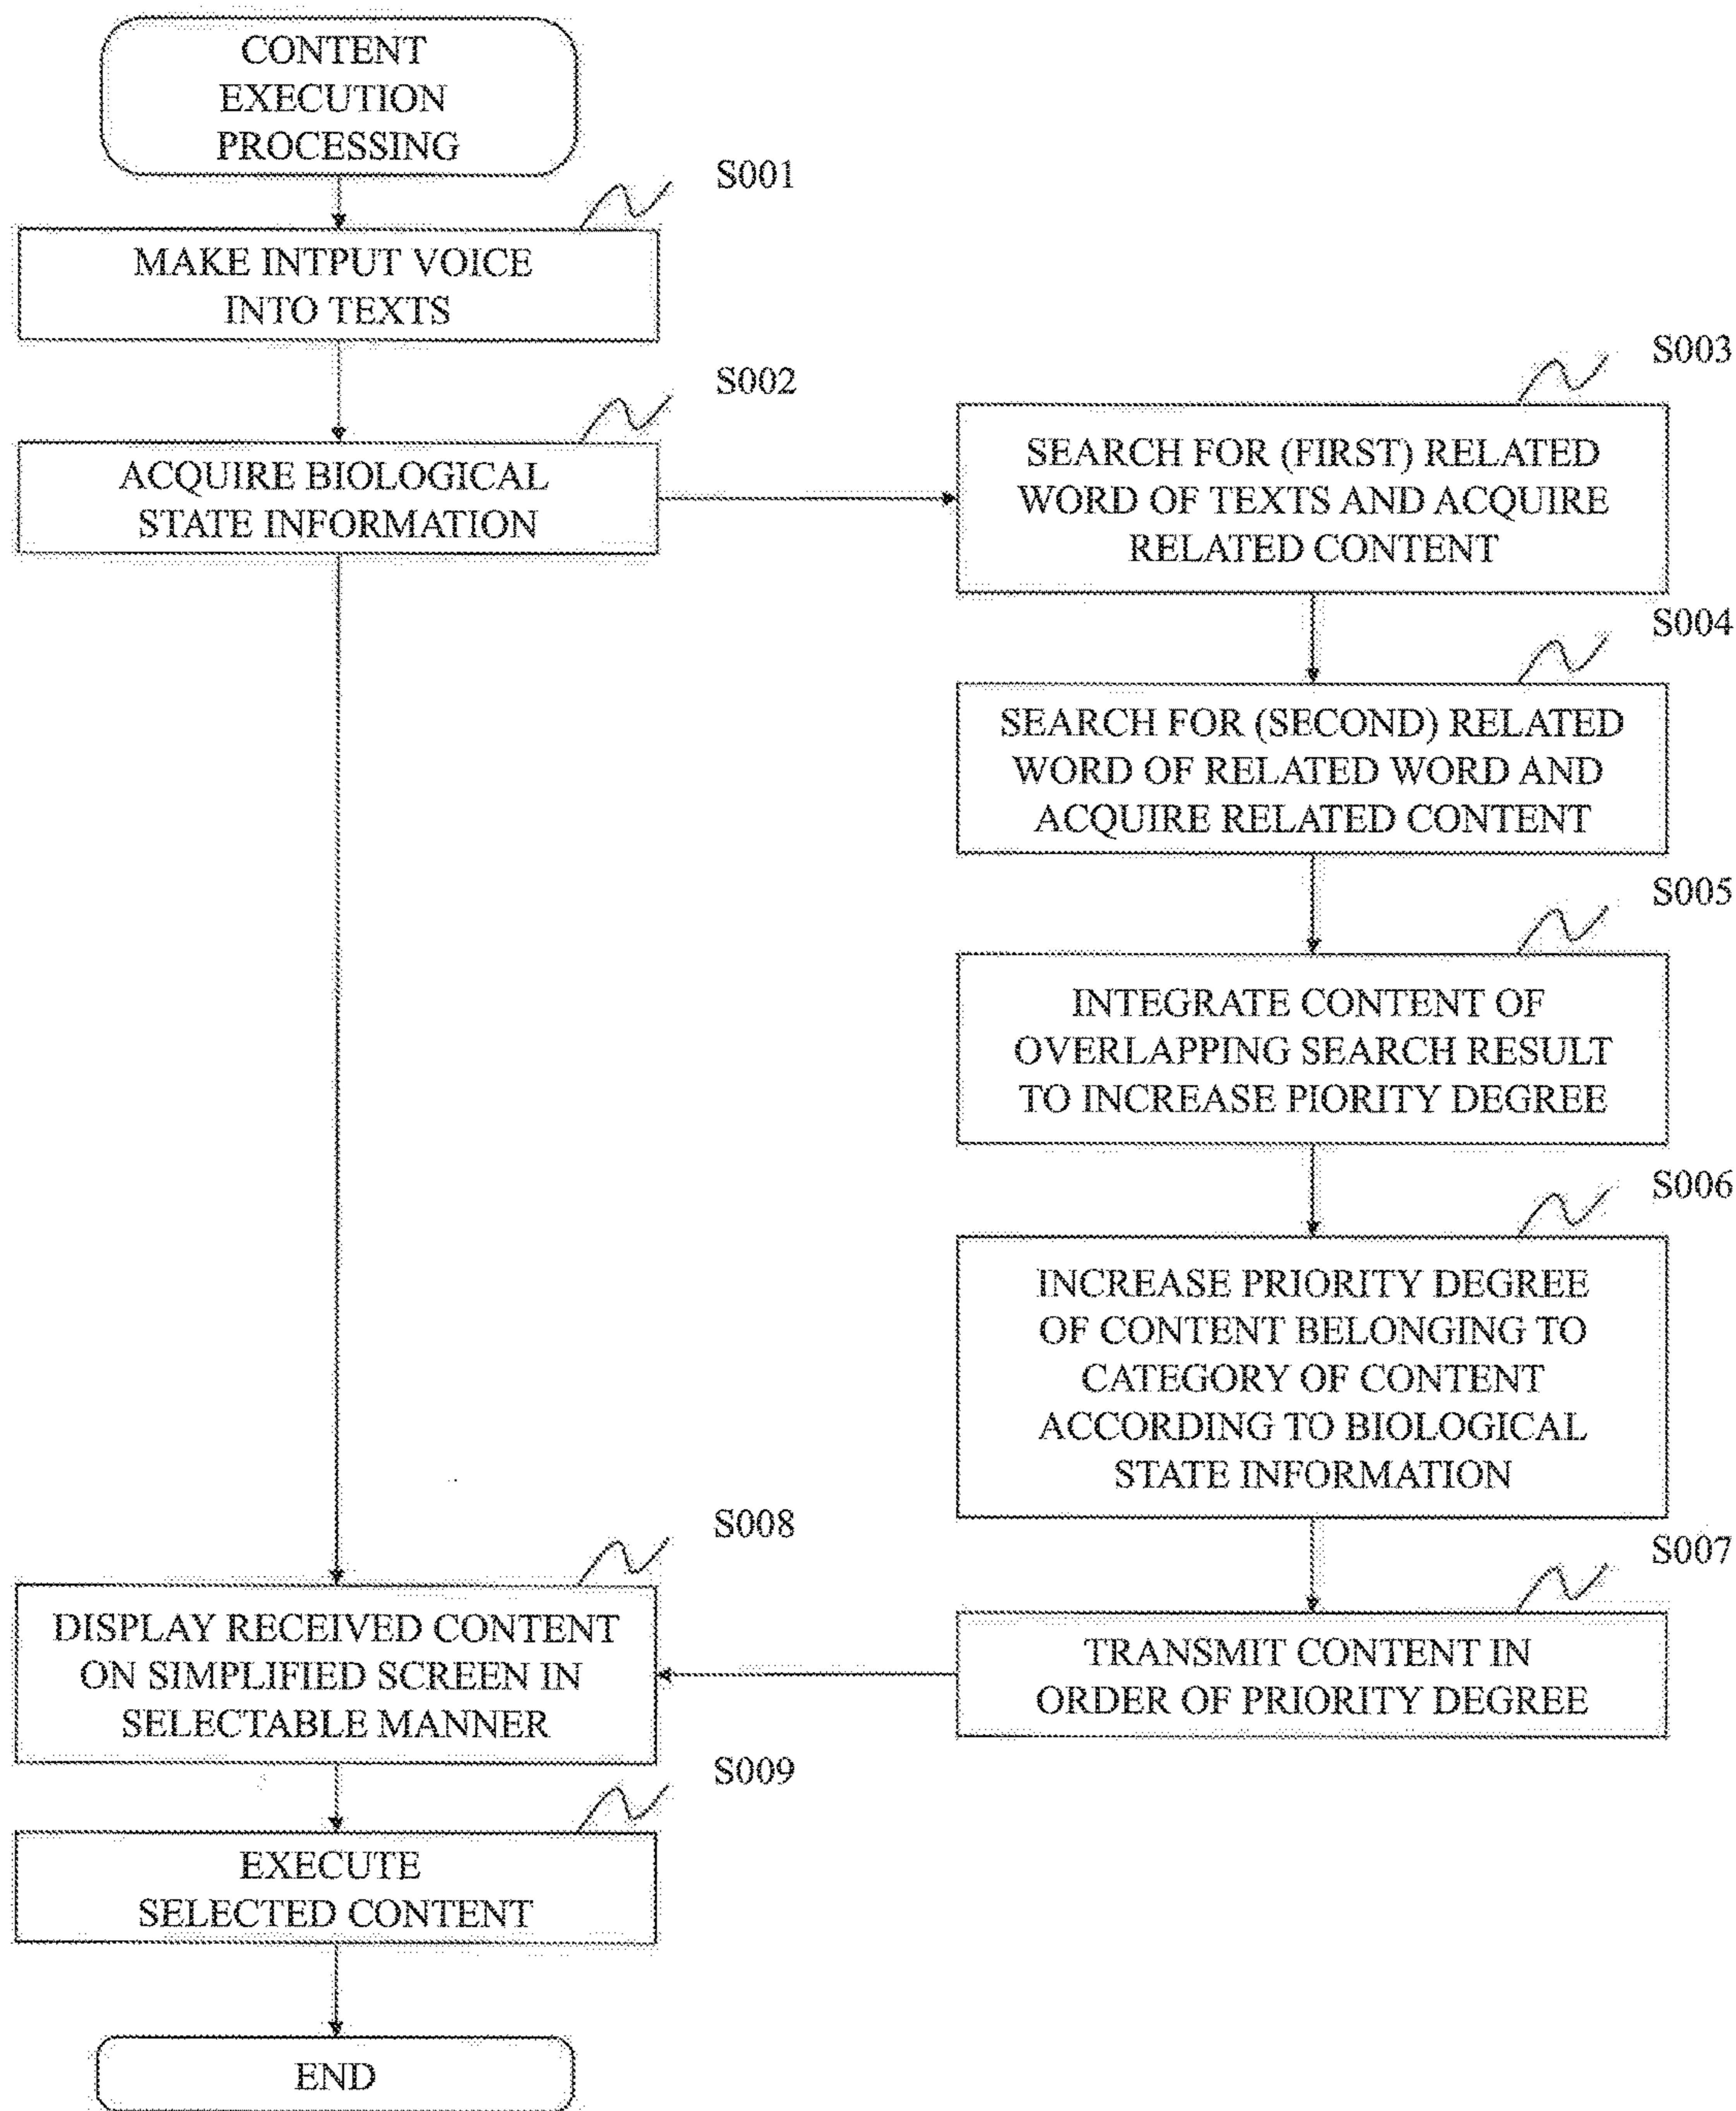 CONTENT
EXECUTION
PROCESSING
S001
MAKE INTPUT VOICE
INTO TEXTS
S002
ACQUIRE BIOLOGICAL
STATE INFORMATION
S003
SEARCH FOR (FIRST) RELATED
WORD OF TEXTS AND ACQUIRE
RELATED CONTENT
S004
SEARCH FOR (SECOND) RELATED
WORD OF RELATED WORD AND
ACQUIRE RELATED CONTENT
S005
INTEGRATE CONTENT OF
OVERLAPPING SEARCH RESULT
TO INCREASE PIORITY DEGREE
S006
INCREASE PRIORITY DEGREE
OF CONTENT BELONGING TO
CATEGORY OF CONTENT
ACCORDING TO BIOLOGICAL
STATE INFORMATION
S007
TRANSMIT CONTENT IN
ORDER OF PRIORITY DEGREE
S008
DISPLAY RECEIVED CONTENT
ON SIMPLIFIED SCREEN IN
SELECTABLE MANNER
S009
EXECUTE
SELECTED CONTENT
END